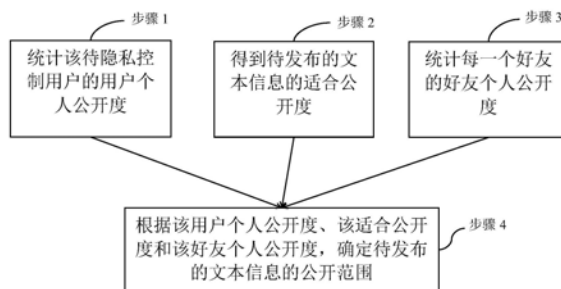 步骤 1
统计该待隐私控
制用户的用户个
人公开度
步骤 2
得到待发布的文
本信息的适合公
开度
步骤 3
统计每一个好友
的好友个人公开
度
步骤 4
根据该用户个人公开度、该适合公开
度和该好友个人公开度，确定待发布
的文本信息的公开范围